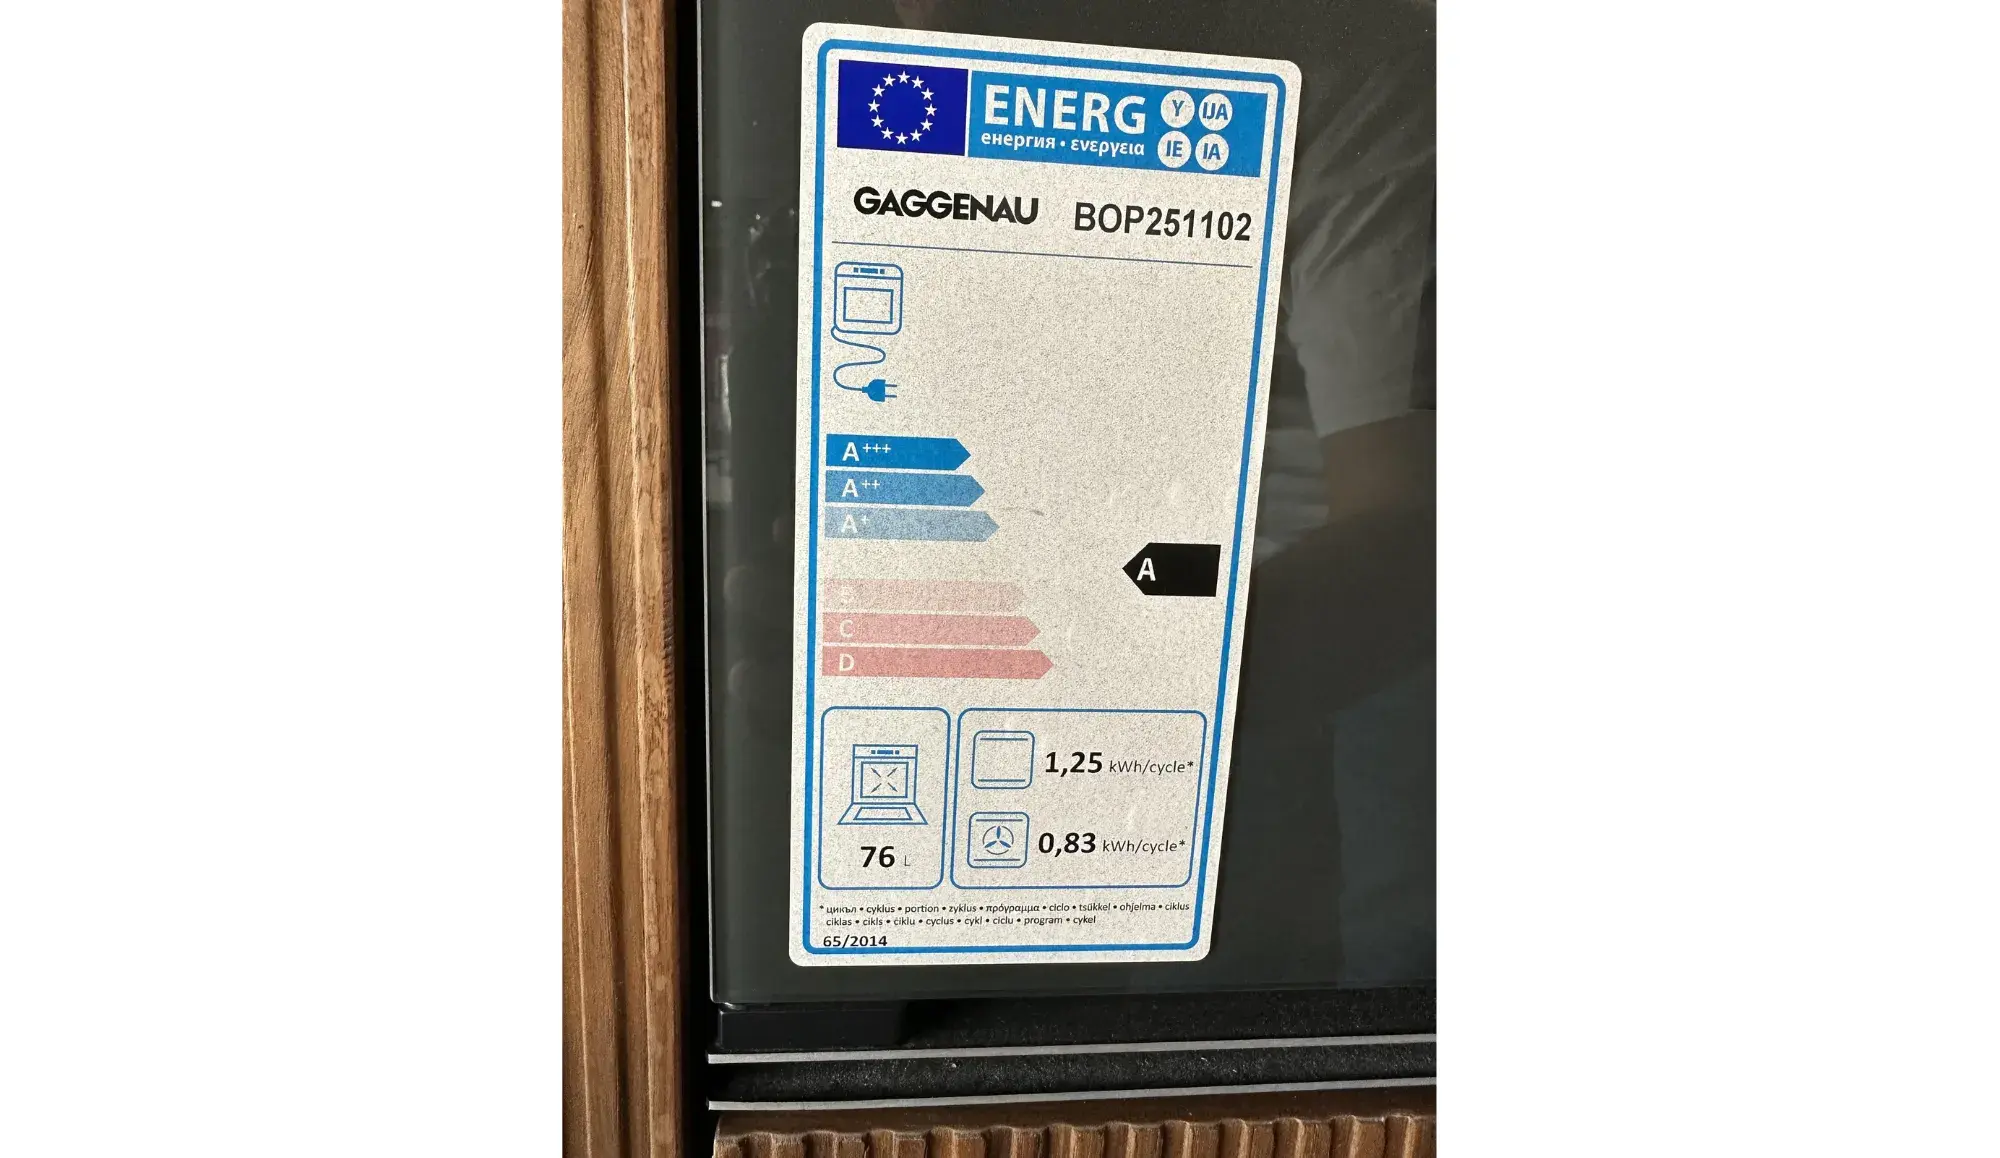 ENERG Y IJA
енергия • ενεργεια IE IA
GAGGENAU BOP251102
A+++
A++
A+
A
B
C
D
1,25 kWh/cycle*
0,83 kWh/cycle*
76 L
* цикъл • cyklus • portion • zyklus • πρόγραμμα • ciclo • tsükkel • ohjelma • ciklus
ciklas • cikls • ċiklu • cyclus • cykl • ciclu • program • cykel
65/2014